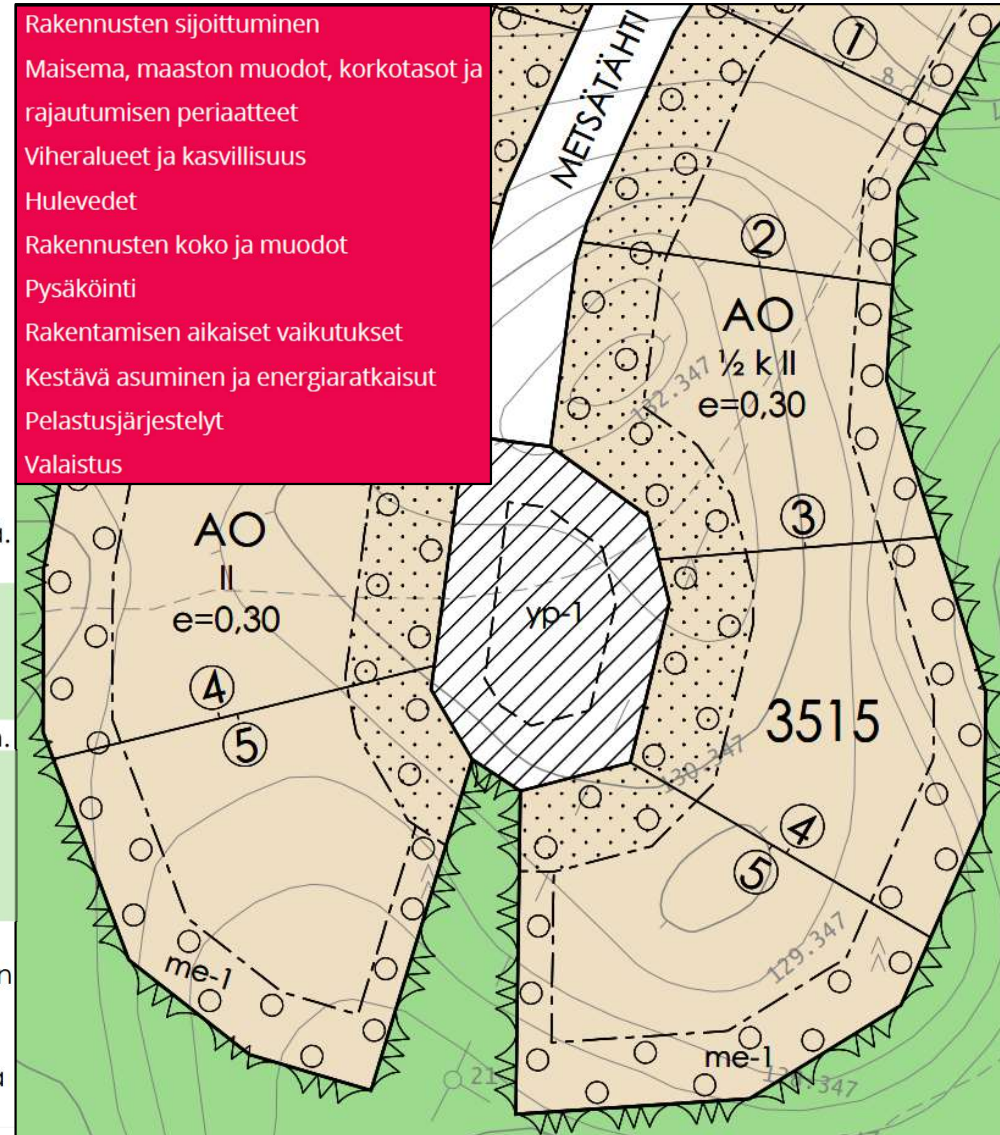 Rakennusten sijoittuminen
Maisema, maaston muodot, korkotasot ja
rajautumisen periaatteet
Viheralueet ja kasvillisuus
Hulevedet
Rakennusten koko ja muodot
Pysäköinti
Rakentamisen aikaiset vaikutukset
Kestävä asuminen ja energiaratkaisut
Pelastusjärjestelyt
Valaistus
METSÄTÄHTI
1
8
2
AO
½ k II
e=0,30
132.347
3
AO
II
e=0,30
yp-1
4
5
3515
130.347
4
5
129.347
me-1
me-1
21